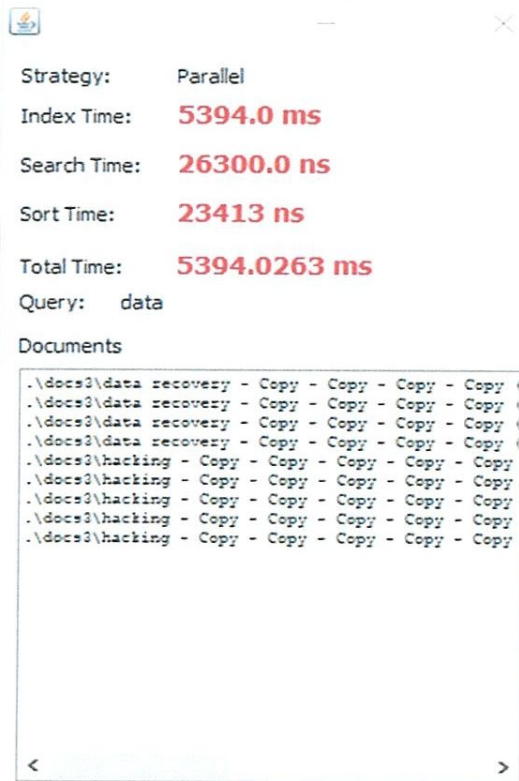 Strategy: Parallel
Index Time: 5394.0 ms
Search Time: 26300.0 ns
Sort Time: 23413 ns
Total Time: 5394.0263 ms
Query: data
Documents
.\docs3\data recovery - Copy - Copy - Copy - Copy (
.\docs3\data recovery - Copy - Copy - Copy - Copy (
.\docs3\data recovery - Copy - Copy - Copy - Copy (
.\docs3\data recovery - Copy - Copy - Copy - Copy (
.\docs3\hacking - Copy - Copy - Copy - Copy - Copy
.\docs3\hacking - Copy - Copy - Copy - Copy - Copy
.\docs3\hacking - Copy - Copy - Copy - Copy - Copy
.\docs3\hacking - Copy - Copy - Copy - Copy - Copy
.\docs3\hacking - Copy - Copy - Copy - Copy - Copy